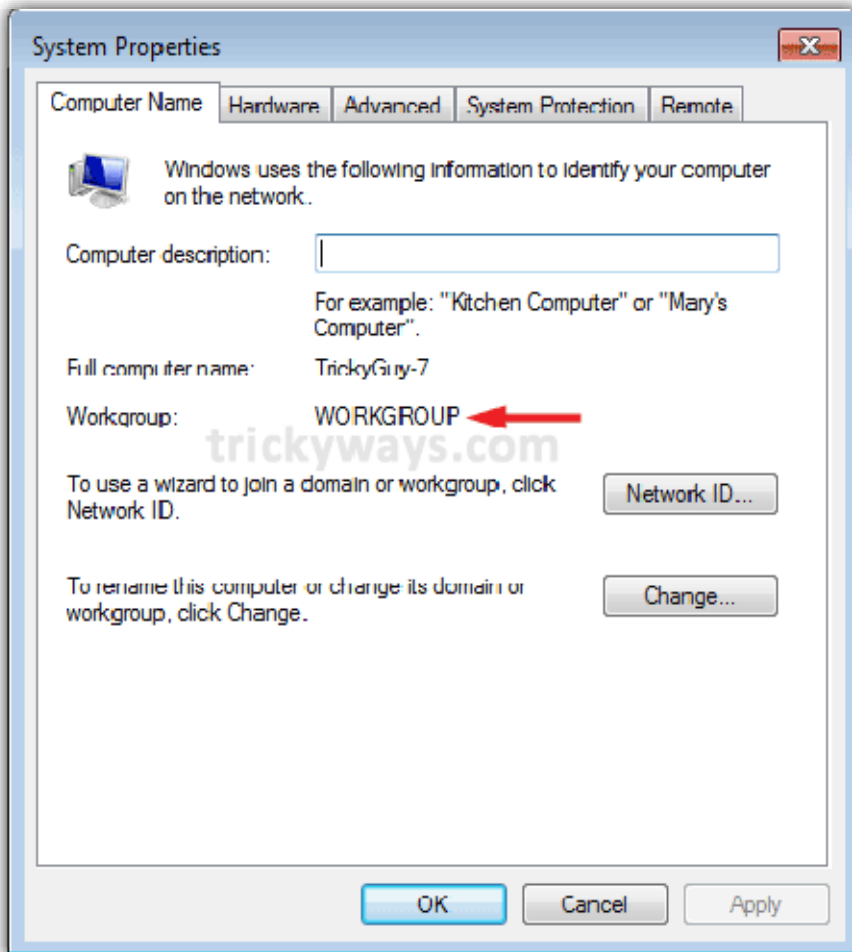 System Properties
Computer Name Hardware Advanced System Protection Remote
Windows uses the following information to identify your computer
on the network..
Computer description:
For example: "Kitchen Computer" or "Mary's
Computer".
Full computer name: TrickyGuy-7
Workgroup: WORKGROUP
trickyways.com
To use a wizard to join a domain or workgroup, click
Network ID.
Network ID...
To rename this computer or change its domain or
workgroup, click Change.
Change...
OK Cancel Apply